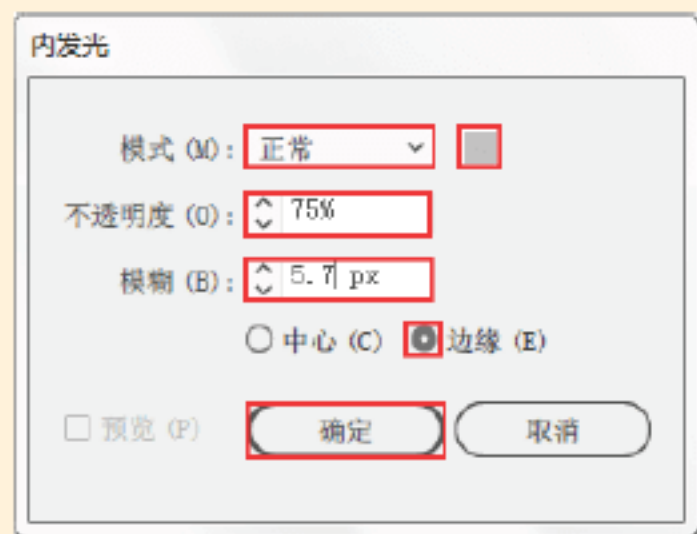 内发光
模式 (M): 正常
不透明度 (O): 75%
模糊 (B): 5.7 px
中心 (C) 边缘 (E)
预览 (P) 确定 取消